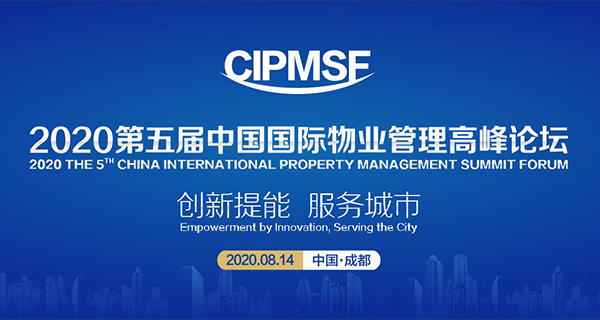 CIPMSF
2020第五届中国国际物业管理高峰论坛
2020 THE 5TH CHINA INTERNATIONAL PROPERTY MANAGEMENT SUMMIT FORUM
创新提能 服务城市
Empowerment by Innovation, Serving the City
2020.08.14 中国·成都